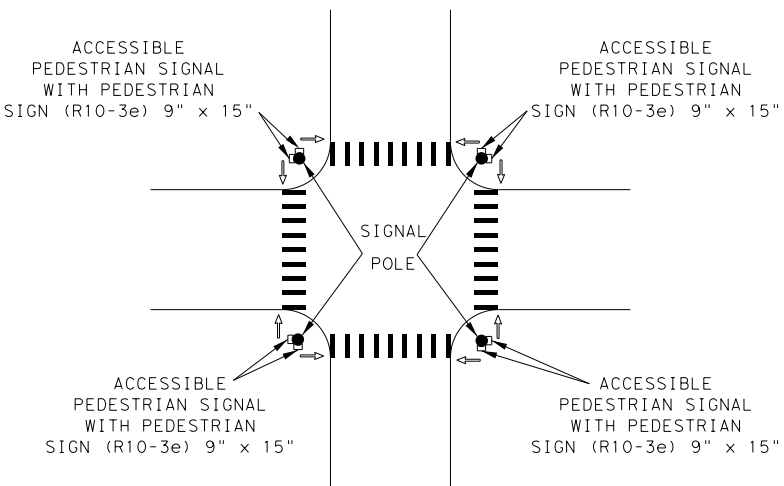 ACCESSIBLE
PEDESTRIAN SIGNAL
WITH PEDESTRIAN
SIGN (R10-3e) 9" x 15"
ACCESSIBLE
PEDESTRIAN SIGNAL
WITH PEDESTRIAN
SIGN (R10-3e) 9" x 15"
SIGNAL
POLE
ACCESSIBLE
PEDESTRIAN SIGNAL
WITH PEDESTRIAN
SIGN (R10-3e) 9" x 15"
ACCESSIBLE
PEDESTRIAN SIGNAL
WITH PEDESTRIAN
SIGN (R10-3e) 9" x 15"